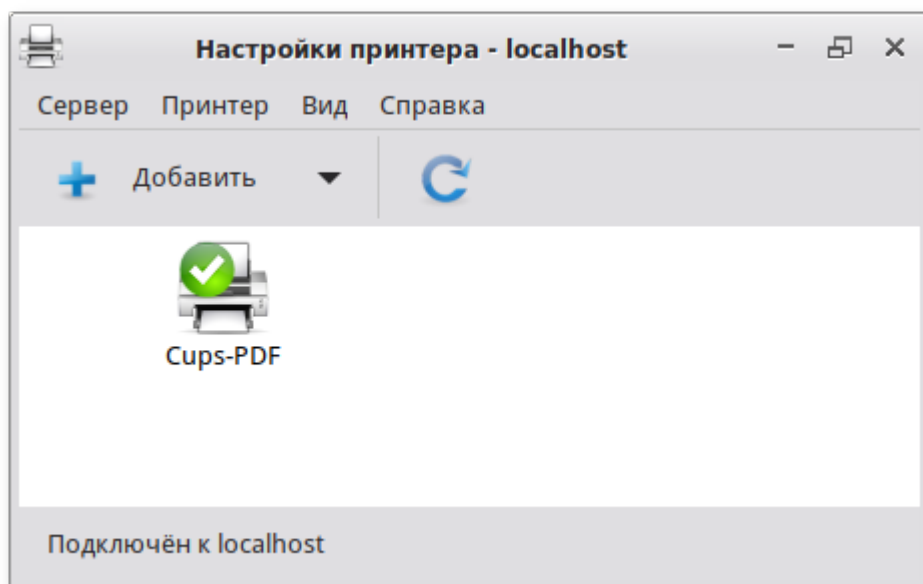 Настройки принтера - localhost
Сервер Принтер Вид Справка
Добавить
Cups-PDF
Подключён к localhost